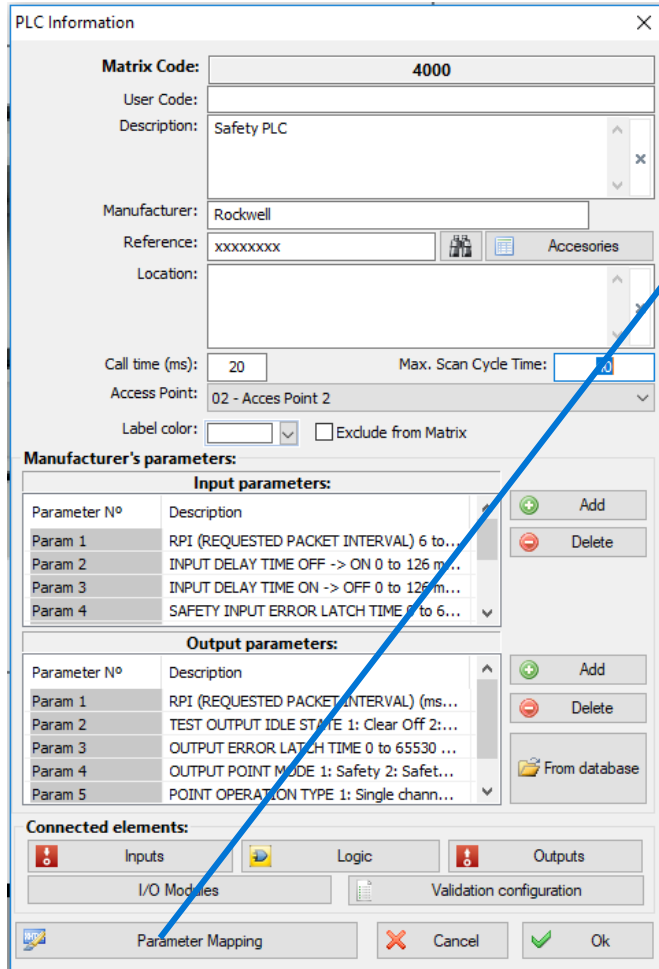 PLC Information
Matrix Code: 4000
User Code:
Description: Safety PLC
Manufacturer: Rockwell
Reference: xxxxxxxx Accesories
Location:
Call time (ms): 20 Max. Scan Cycle Time:
Access Point: 02 - Acces Point 2
Label color: Exclude from Matrix
Manufacturer's parameters:
Input parameters:
Parameter Nº Description Add
Param 1 RPI (REQUESTED PACKET INTERVAL) 6 to... Delete
Param 2 INPUT DELAY TIME OFF -> ON 0 to 126 m...
Param 3 INPUT DELAY TIME ON -> OFF 0 to 126 m...
Param 4 SAFETY INPUT ERROR LATCH TIME 0 to 6...
Output parameters:
Parameter Nº Description Add
Param 1 RPI (REQUESTED PACKET INTERVAL) (ms... Delete
Param 2 TEST OUTPUT IDLE STATE 1: Clear Off 2:...
Param 3 OUTPUT ERROR LATCH TIME 0 to 65530 ...
Param 4 OUTPUT POINT MODE 1: Safety 2: Safet... From database
Param 5 POINT OPERATION TYPE 1: Single chann...
Connected elements:
Inputs Logic Outputs
I/O Modules Validation configuration
Parameter Mapping Cancel Ok